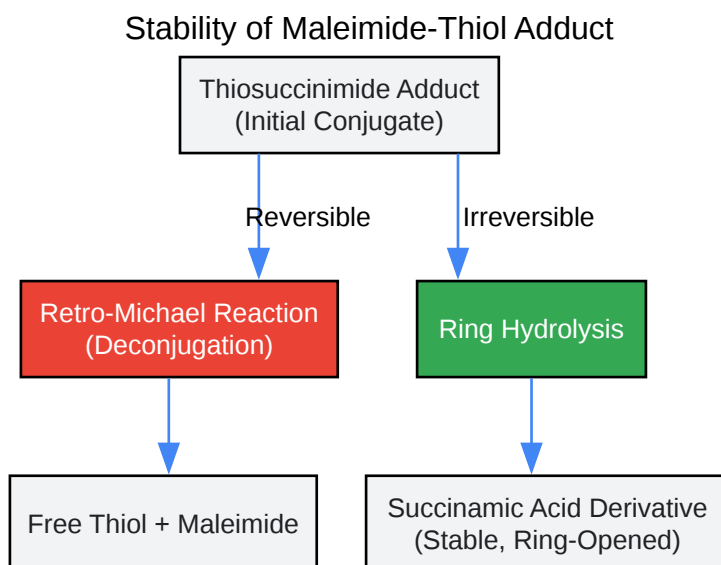 Stability of Maleimide-Thiol Adduct
Thiosuccinimide Adduct
(Initial Conjugate)
Reversible
Irreversible
Retro-Michael Reaction
(Deconjugation)
Ring Hydrolysis
Free Thiol + Maleimide
Succinamic Acid Derivative
(Stable, Ring-Opened)